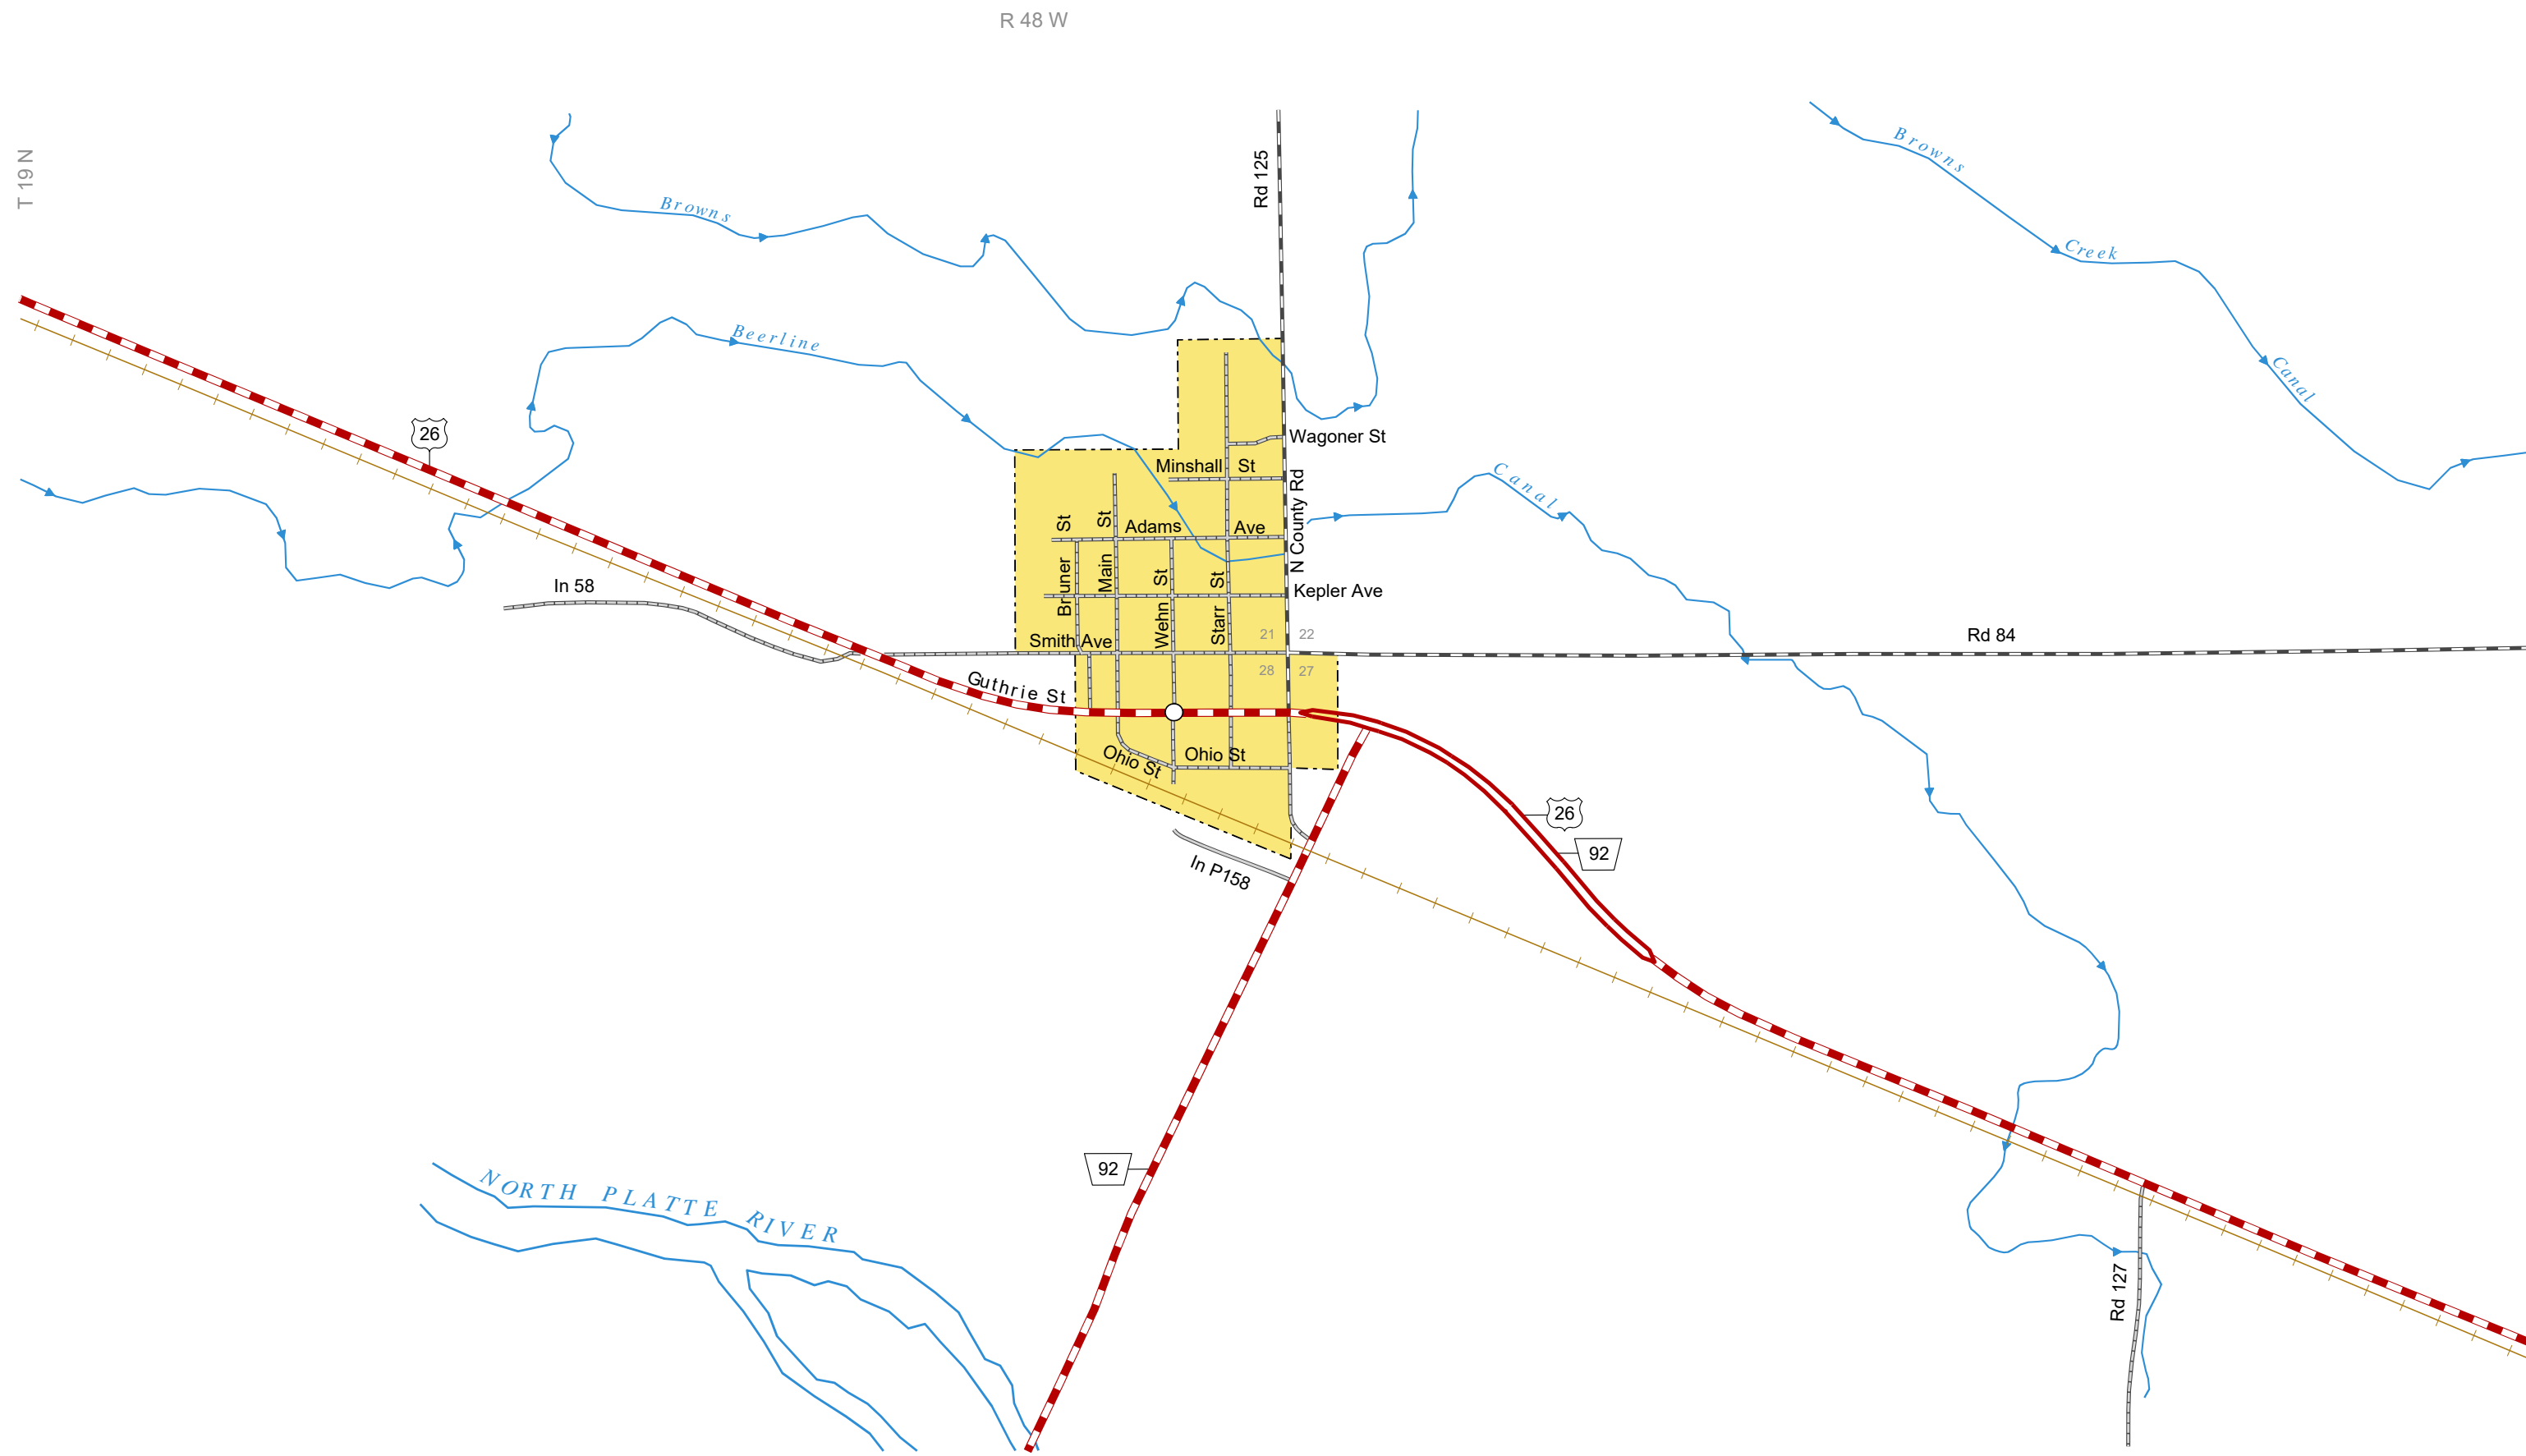 R 48 W
T 19 N
Browns
Creek
Canal
Rd 125
Browns
Beerline
26
Wagoner St
Minshall St
N County Rd
Canal
Adams Ave
Bruner St
Main St
Wehn St
Starr St
Kepler Ave
In 58
Smith Ave
21 22
28 27
Rd 84
Guthrie St
Ohio St
Ohio St
26
92
In P158
92
NORTH PLATTE RIVER
Rd 127